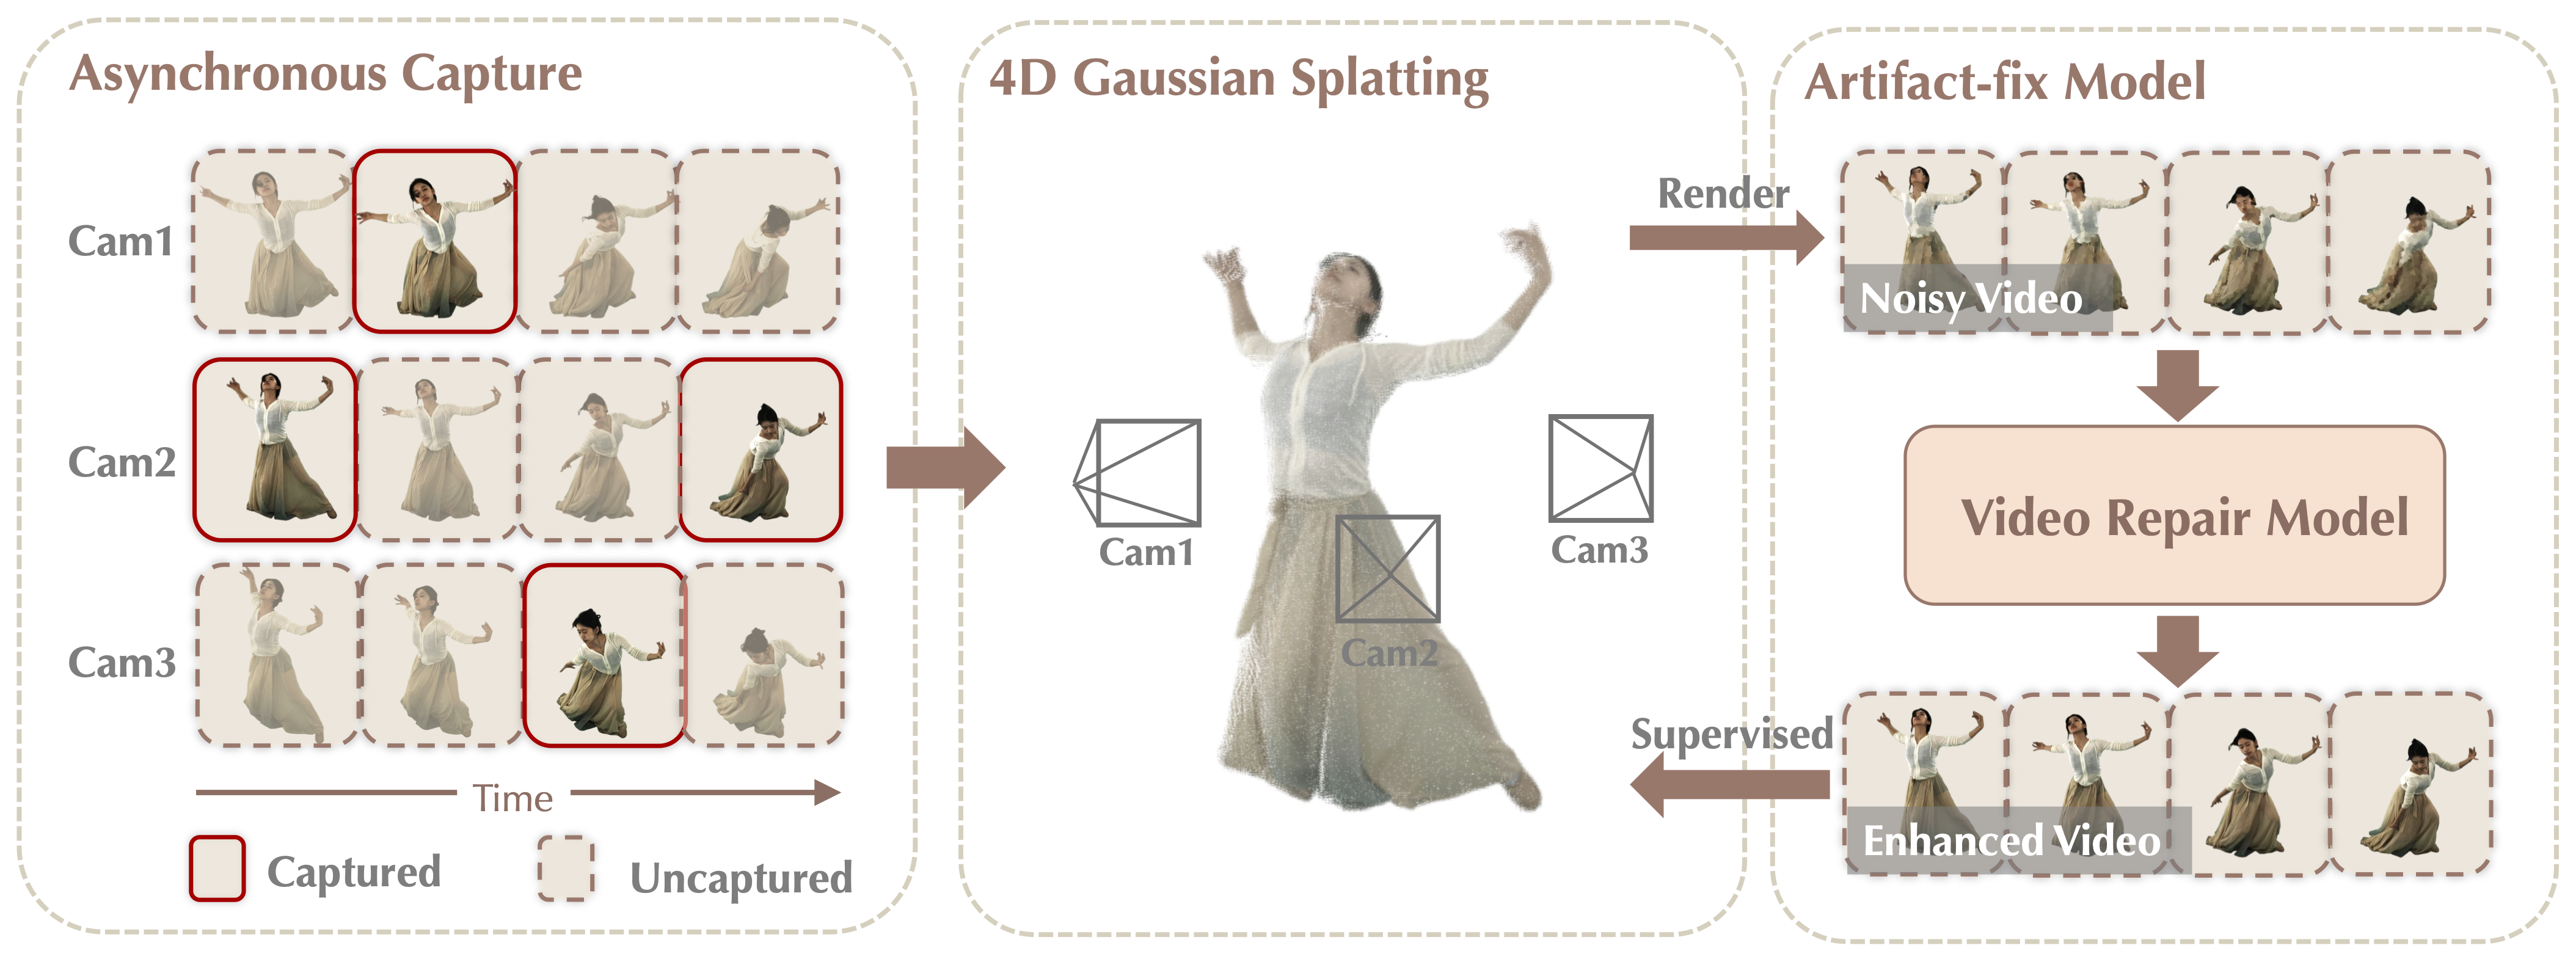 Asynchronous Capture
Cam1
Cam2
Cam3
Time
Captured
Uncaptured
4D Gaussian Splatting
Cam1
Cam2
Cam3
Render
Supervised
Artifact-fix Model
Noisy Video
Video Repair Model
Enhanced Video